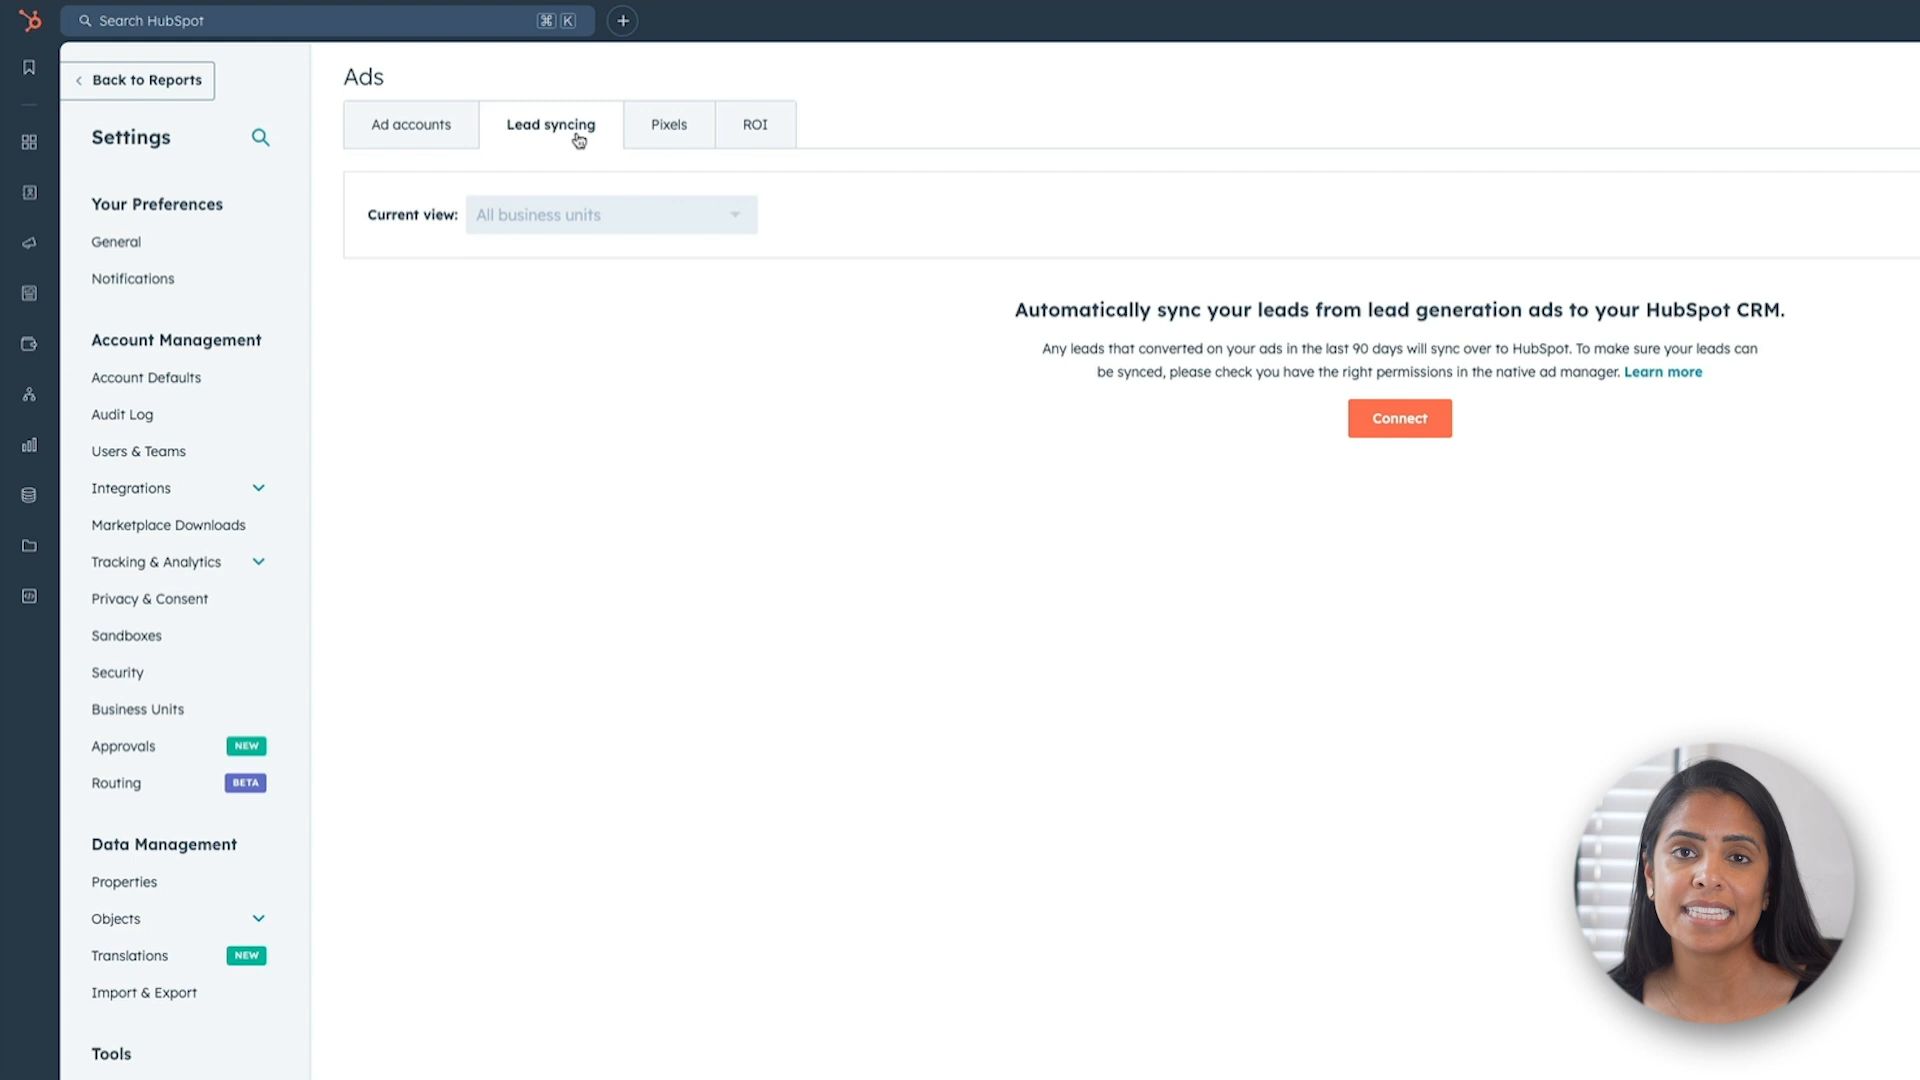 Search HubSpot
⌘ K
Back to Reports
Settings
Your Preferences
General
Notifications
Account Management
Account Defaults
Audit Log
Users & Teams
Integrations
Marketplace Downloads
Tracking & Analytics
Privacy & Consent
Sandboxes
Security
Business Units
Approvals NEW
Routing BETA
Data Management
Properties
Objects
Translations NEW
Import & Export
Tools
Ads
Ad accounts Lead syncing Pixels ROI
Current view: All business units
Automatically sync your leads from lead generation ads to your HubSpot CRM.
Any leads that converted on your ads in the last 90 days will sync over to HubSpot. To make sure your leads can
be synced, please check you have the right permissions in the native ad manager. Learn more
Connect